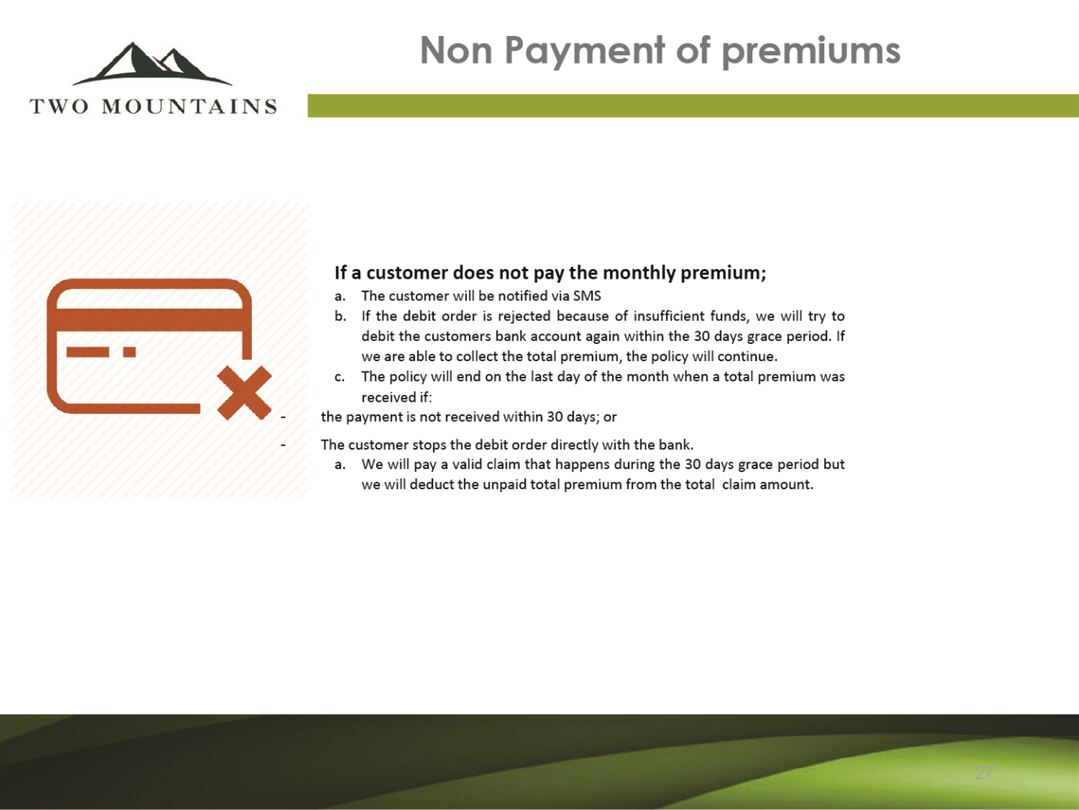 Non Payment of premiums
TWO MOUNTAINS
If a customer does not pay the monthly premium;
a. The customer will be notified via SMS
b. If the debit order is rejected because of insufficient funds, we will try to
debit the customers bank account again within the 30 days grace period. If
we are able to collect the total premium, the policy will continue.
c. The policy will end on the last day of the month when a total premium was
received if:
- the payment is not received within 30 days; or
- The customer stops the debit order directly with the bank.
a. We will pay a valid claim that happens during the 30 days grace period but
we will deduct the unpaid total premium from the total claim amount.
27